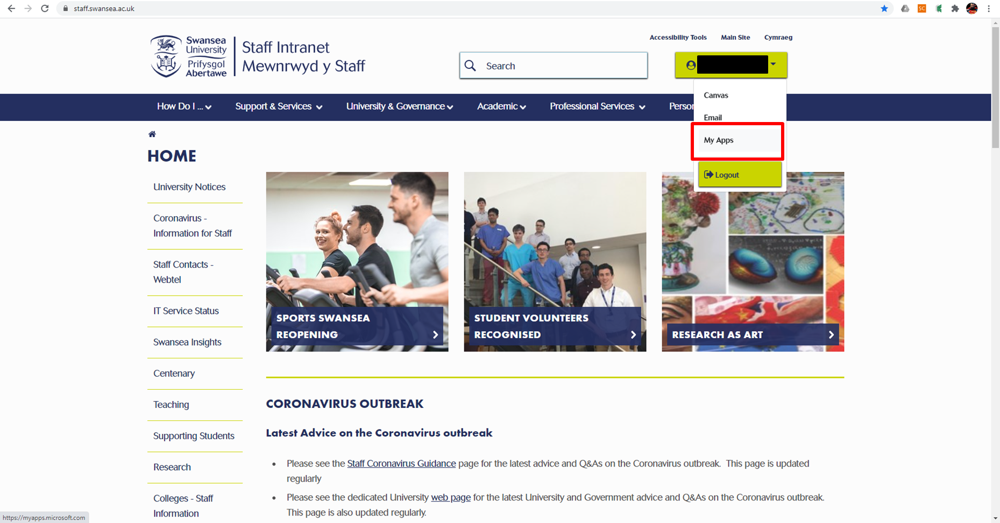 staff.swansea.ac.uk
SC
Accessibility Tools Main Site Cymraeg
Swansea
University
Prifysgol
Abertawe
Staff Intranet
Mewnrwyd y Staff
Search
How Do I ... Support & Services University & Governance Academic Professional Services Person
Canvas
Email
My Apps
Logout
HOME
University Notices
Coronavirus -
Information for Staff
Staff Contacts -
Webtel
IT Service Status
Swansea Insights
Centenary
Teaching
Supporting Students
Research
Colleges - Staff
Information
SPORTS SWANSEA
REOPENING
STUDENT VOLUNTEERS
RECOGNISED
RESEARCH AS ART
CORONAVIRUS OUTBREAK
Latest Advice on the Coronavirus outbreak
• Please see the Staff Coronavirus Guidance page for the latest advice and Q&As on the Coronavirus outbreak. This page is updated
regularly
• Please see the dedicated University web page for the latest University and Government advice and Q&As on the Coronavirus outbreak.
This page is also updated regularly.
https://myapps.microsoft.com